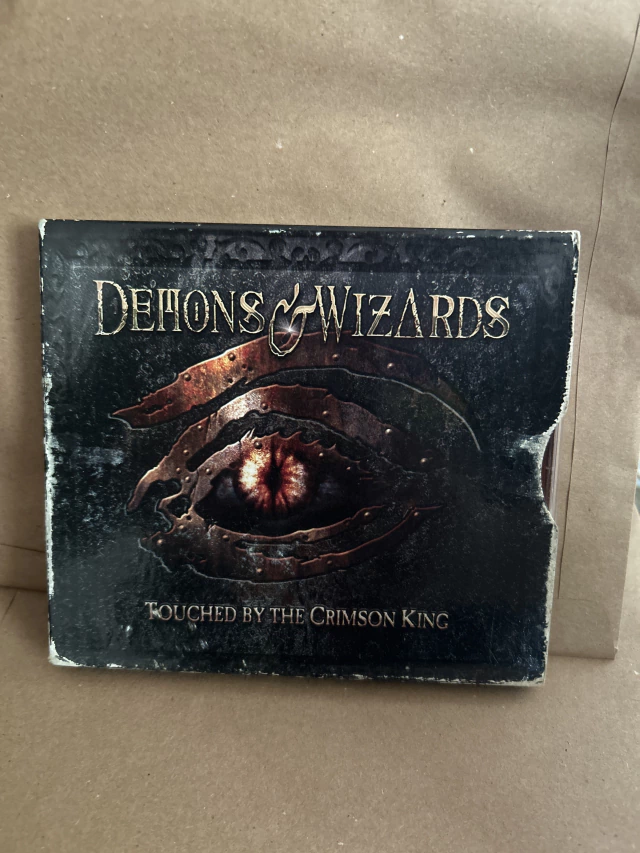 DEMONS & WIZARDS
TOUCHED BY THE CRIMSON KING